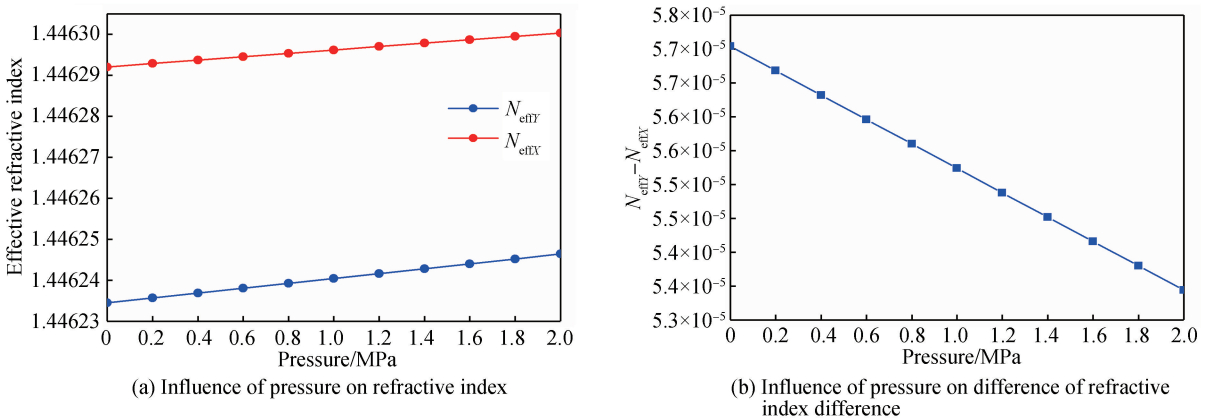 Effective refractive index
1.44630
1.44629
1.44628
1.44627
1.44626
1.44625
1.44624
1.44623
N_effY
N_effX
0 0.2 0.4 0.6 0.8 1.0 1.2 1.4 1.6 1.8 2.0
Pressure/MPa
(a) Influence of pressure on refractive index
N_effY−N_effX
5.8×10⁻⁵
5.7×10⁻⁵
5.7×10⁻⁵
5.6×10⁻⁵
5.6×10⁻⁵
5.5×10⁻⁵
5.5×10⁻⁵
5.4×10⁻⁵
5.4×10⁻⁵
5.3×10⁻⁵
0 0.2 0.4 0.6 0.8 1.0 1.2 1.4 1.6 1.8 2.0
Pressure/MPa
(b) Influence of pressure on difference of refractive
index difference